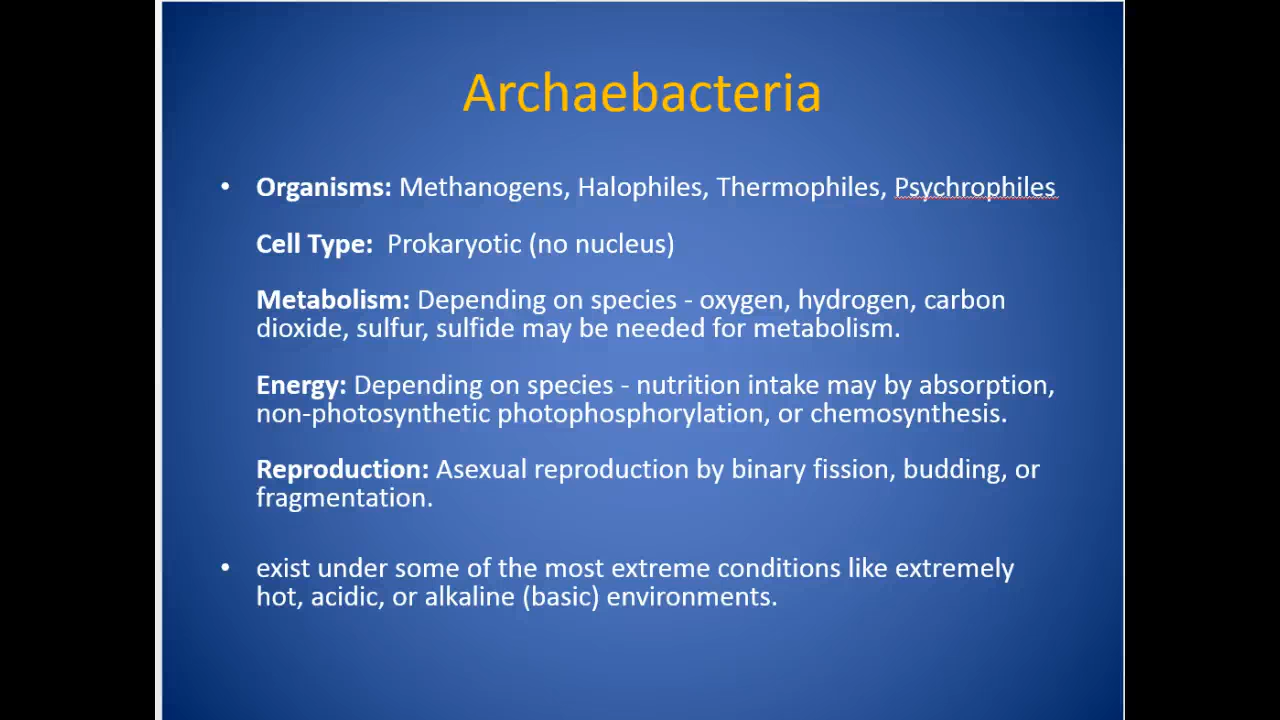 Archaebacteria
• Organisms: Methanogens, Halophiles, Thermophiles, Psychrophiles
Cell Type:  Prokaryotic (no nucleus)
Metabolism: Depending on species - oxygen, hydrogen, carbon
dioxide, sulfur, sulfide may be needed for metabolism.
Energy: Depending on species - nutrition intake may by absorption,
non-photosynthetic photophosphorylation, or chemosynthesis.
Reproduction: Asexual reproduction by binary fission, budding, or
fragmentation.
• exist under some of the most extreme conditions like extremely
hot, acidic, or alkaline (basic) environments.